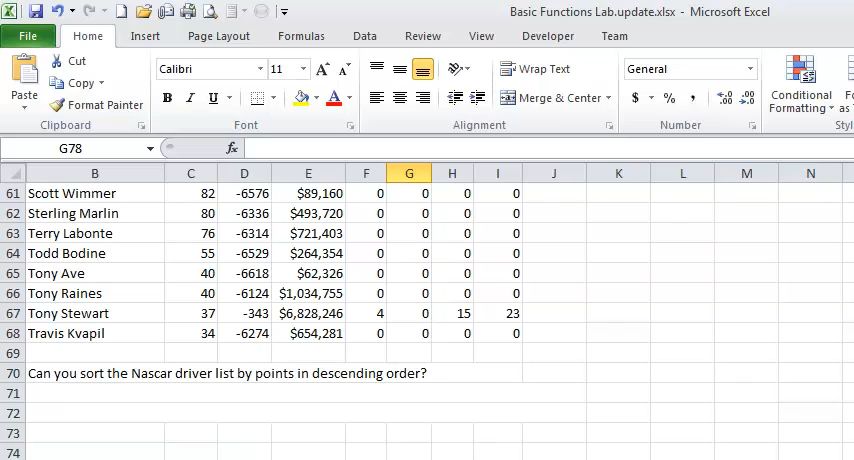 Basic Functions Lab.update.xlsx - Microsoft Excel
File Home Insert Page Layout Formulas Data Review View Developer Team
Cut
Copy
Format Painter
Paste
Calibri 11
B I U
Wrap Text
Merge & Center
General
$ % ,
Conditional
Formatting as
Clipboard Font Alignment Number
G78 fx
B C D E F G H I J K L M N
61 Scott Wimmer 82 -6576 $89,160 0 0 0 0
62 Sterling Marlin 80 -6336 $493,720 0 0 0 0
63 Terry Labonte 76 -6314 $721,403 0 0 0 0
64 Todd Bodine 55 -6529 $264,354 0 0 0 0
65 Tony Ave 40 -6618 $62,326 0 0 0 0
66 Tony Raines 40 -6124 $1,034,755 0 0 0 0
67 Tony Stewart 37 -343 $6,828,246 4 0 15 23
68 Travis Kvapil 34 -6274 $654,281 0 0 0 0
69
70 Can you sort the Nascar driver list by points in descending order?
71
72
73
74